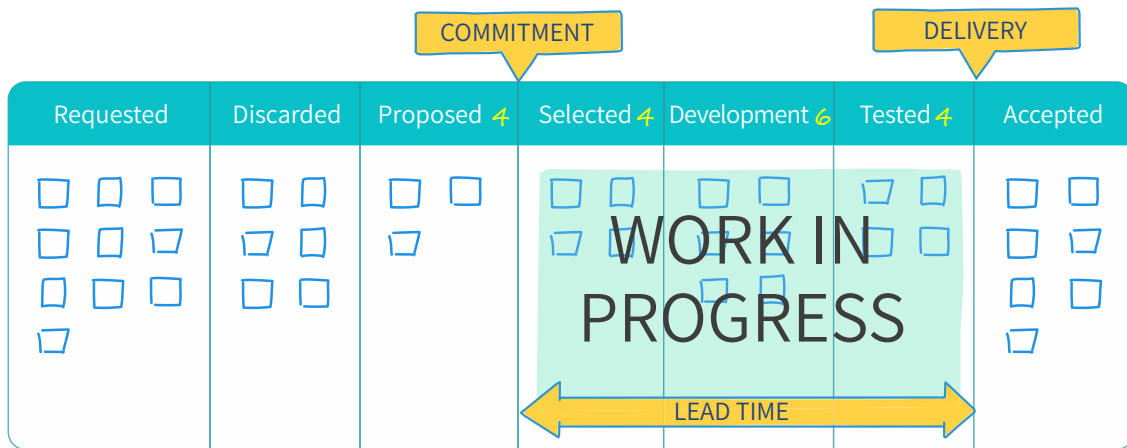 COMMITMENT
DELIVERY
Requested
Discarded
Proposed 4
Selected 4
Development 6
Tested 4
Accepted
WORK IN
PROGRESS
LEAD TIME